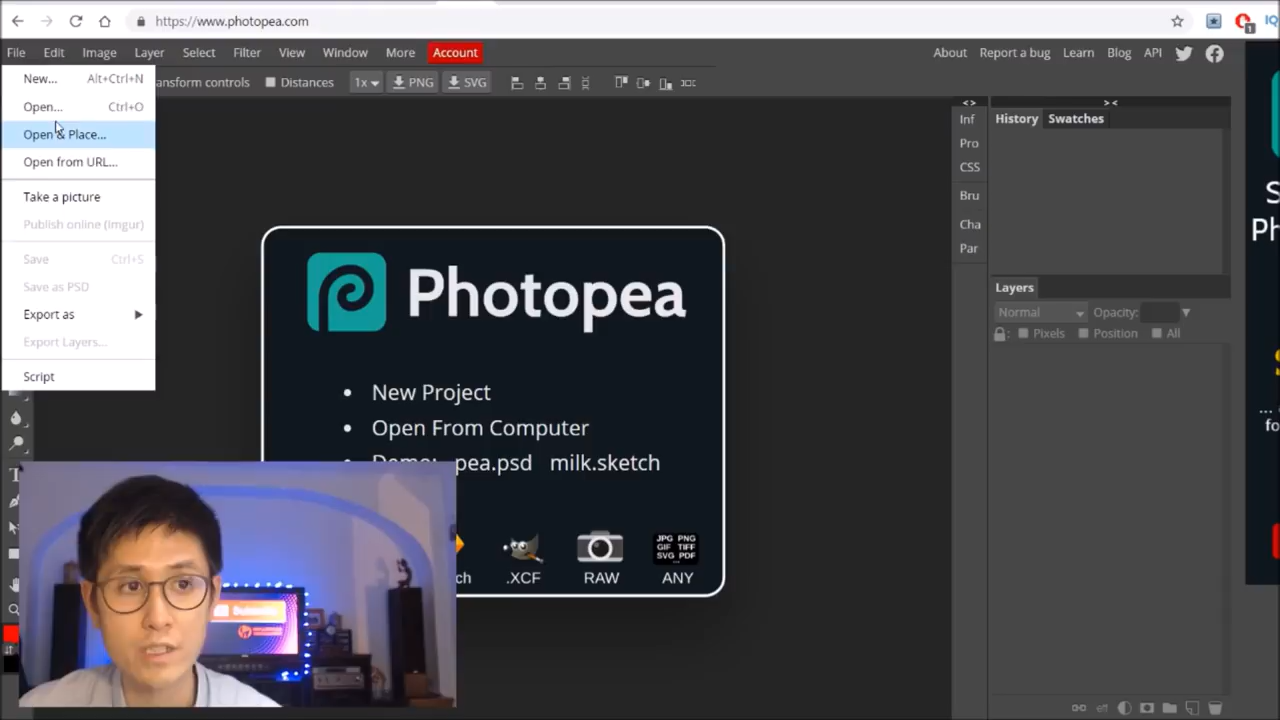 https://www.photopea.com
File Edit Image Layer Select Filter View Window More Account About Report a bug Learn Blog API
New... Alt+Ctrl+N
ansform controls Distances 1x PNG SVG
Open... Ctrl+O
Open & Place...
Open from URL...
Take a picture
Publish online (Imgur)
Save Ctrl+S
Save as PSD
Export as
Export Layers...
Script
Photopea
New Project
Open From Computer
Demo: pea.psd milk.sketch
ch .XCF RAW ANY
JPG PNG
GIF TIFF
SVG PDF
<> ><
Inf
Pro
CSS
Bru
Cha
Par
History Swatches
Layers
Normal Opacity:
Pixels Position All
S
Ph
... 
fo